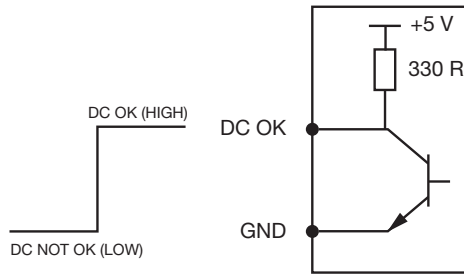 +5 V
330 R
DC OK (HIGH)
DC OK
GND
DC NOT OK (LOW)